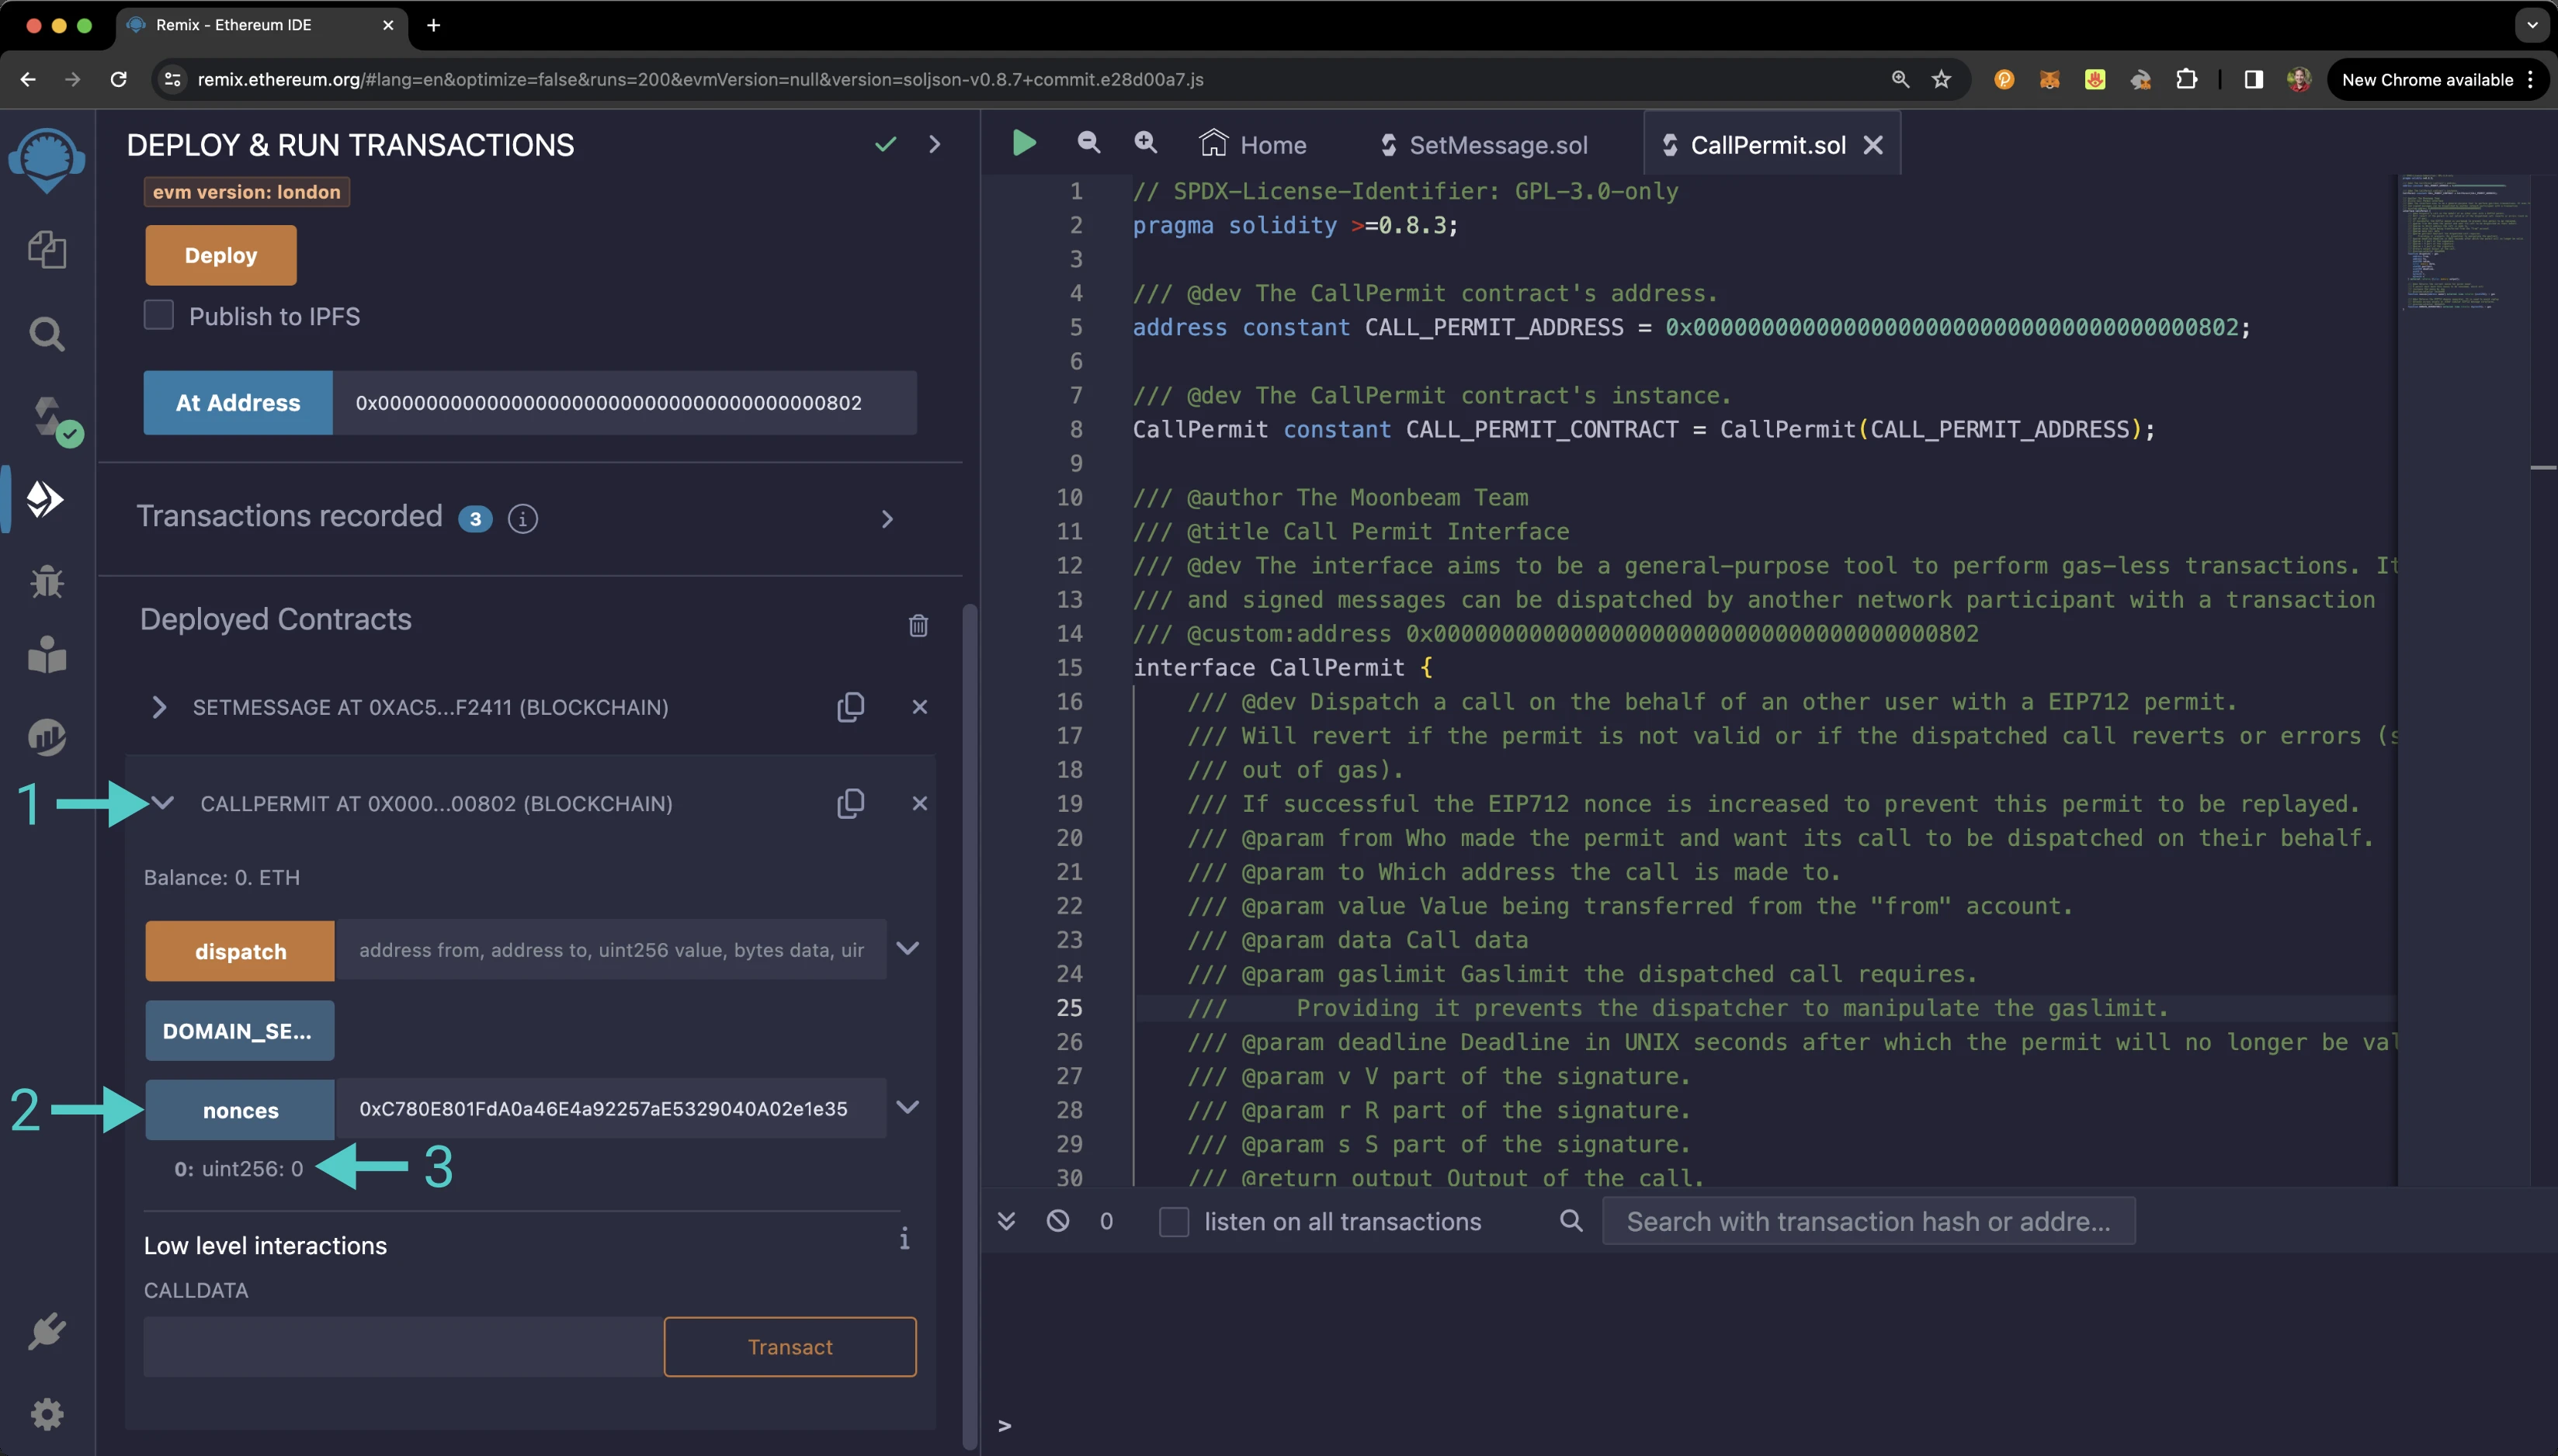 Remix - Ethereum IDE
remix.ethereum.org/#lang=en&optimize=false&runs=200&evmVersion=null&version=soljson-v0.8.7+commit.e28d00a7.js
New Chrome available
DEPLOY & RUN TRANSACTIONS
evm version: london
Deploy
Publish to IPFS
At Address
0x0000000000000000000000000000000000000802
Transactions recorded 3
Deployed Contracts
SETMESSAGE AT 0XAC5...F2411 (BLOCKCHAIN)
1
CALLPERMIT AT 0X000...00802 (BLOCKCHAIN)
Balance: 0. ETH
dispatch
address from, address to, uint256 value, bytes data, uir
DOMAIN_SE...
2
nonces
0xC780E801FdA0a46E4a92257aE5329040A02e1e35
0: uint256: 0
3
Low level interactions
CALLDATA
Transact
Home
SetMessage.sol
CallPermit.sol
1 // SPDX-License-Identifier: GPL-3.0-only
2 pragma solidity >=0.8.3;
3
4 /// @dev The CallPermit contract's address.
5 address constant CALL_PERMIT_ADDRESS = 0x0000000000000000000000000000000000000802;
6
7 /// @dev The CallPermit contract's instance.
8 CallPermit constant CALL_PERMIT_CONTRACT = CallPermit(CALL_PERMIT_ADDRESS);
9
10 /// @author The Moonbeam Team
11 /// @title Call Permit Interface
12 /// @dev The interface aims to be a general-purpose tool to perform gas-less transactions. It
13 /// and signed messages can be dispatched by another network participant with a transaction
14 /// @custom:address 0x0000000000000000000000000000000000000802
15 interface CallPermit {
16 /// @dev Dispatch a call on the behalf of an other user with a EIP712 permit.
17 /// Will revert if the permit is not valid or if the dispatched call reverts or errors (s
18 /// out of gas).
19 /// If successful the EIP712 nonce is increased to prevent this permit to be replayed.
20 /// @param from Who made the permit and want its call to be dispatched on their behalf.
21 /// @param to Which address the call is made to.
22 /// @param value Value being transferred from the "from" account.
23 /// @param data Call data
24 /// @param gaslimit Gaslimit the dispatched call requires.
25 /// Providing it prevents the dispatcher to manipulate the gaslimit.
26 /// @param deadline Deadline in UNIX seconds after which the permit will no longer be val
27 /// @param v V part of the signature.
28 /// @param r R part of the signature.
29 /// @param s S part of the signature.
30 /// @return output Output of the call.
0
listen on all transactions
Search with transaction hash or addre...
>